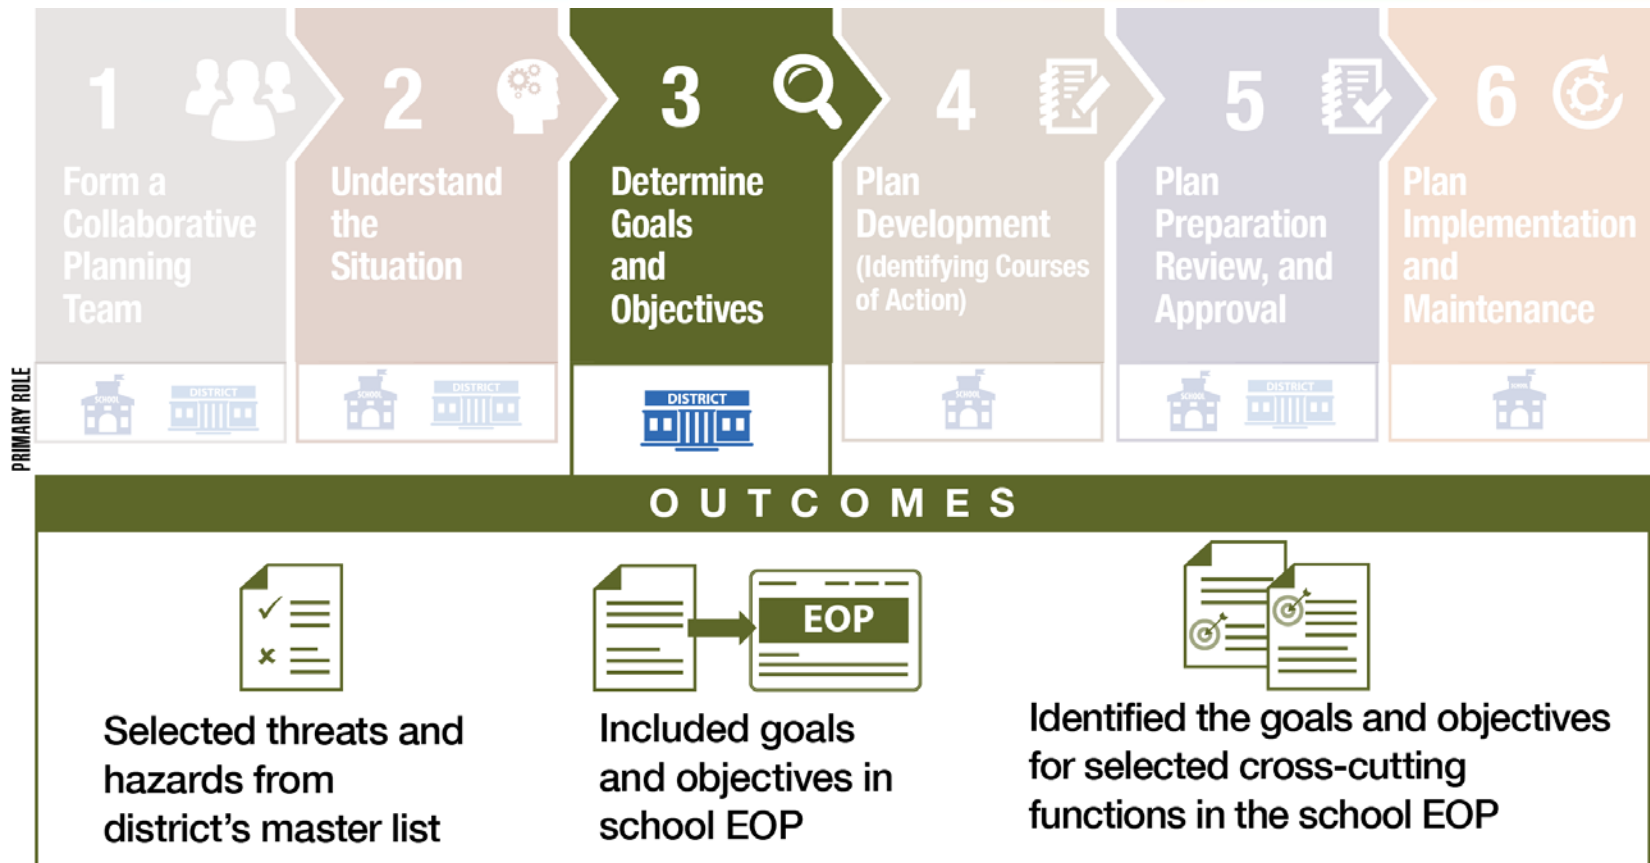 1
Form a
Collaborative
Planning
Team
2
Understand
the
Situation
3
Determine
Goals
and
Objectives
4
Plan
Development
(Identifying Courses
of Action)
5
Plan
Preparation
Review, and
Approval
6
Plan
Implementation
and
Maintenance
PRIMARY ROLE
SCHOOL
DISTRICT
SCHOOL
DISTRICT
DISTRICT
SCHOOL
SCHOOL
DISTRICT
SCHOOL
OUTCOMES
Selected threats and
hazards from
district's master list
EOP
Included goals
and objectives in
school EOP
Identified the goals and objectives
for selected cross-cutting
functions in the school EOP